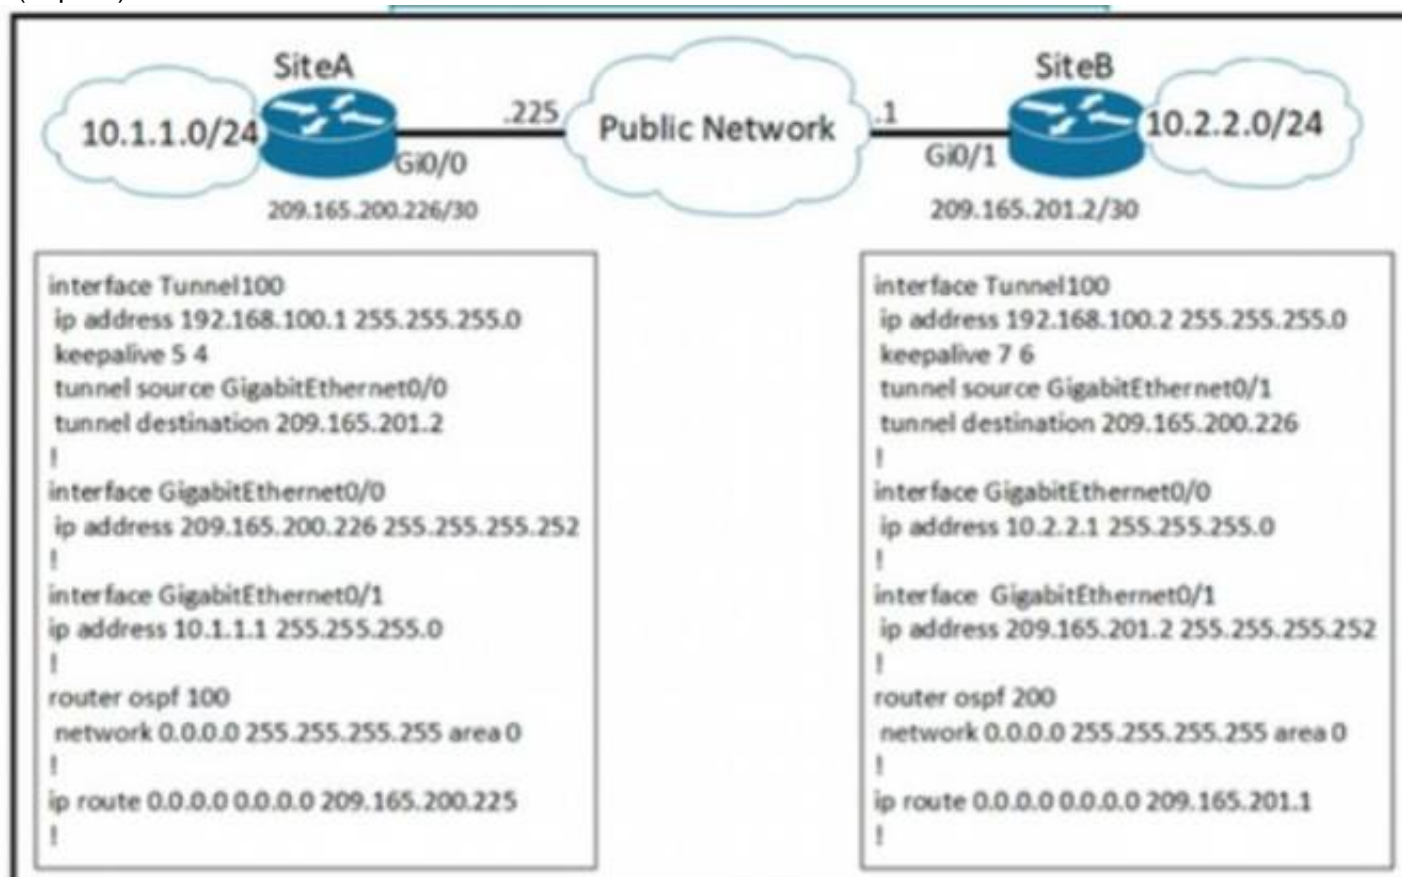 SiteA
SiteB
10.1.1.0/24
.225
Public Network
.1
10.2.2.0/24
Gi0/0
Gi0/1
209.165.200.226/30
209.165.201.2/30
interface Tunnel100
ip address 192.168.100.1 255.255.255.0
keepalive 5 4
tunnel source GigabitEthernet0/0
tunnel destination 209.165.201.2
!
interface GigabitEthernet0/0
ip address 209.165.200.226 255.255.255.252
!
interface GigabitEthernet0/1
ip address 10.1.1.1 255.255.255.0
!
router ospf 100
network 0.0.0.0 255.255.255.255 area 0
!
ip route 0.0.0.0 0.0.0.0 209.165.200.225
!
interface Tunnel100
ip address 192.168.100.2 255.255.255.0
keepalive 7 6
tunnel source GigabitEthernet0/1
tunnel destination 209.165.200.226
!
interface GigabitEthernet0/0
ip address 10.2.2.1 255.255.255.0
!
interface GigabitEthernet0/1
ip address 209.165.201.2 255.255.255.252
!
router ospf 200
network 0.0.0.0 255.255.255.255 area 0
!
ip route 0.0.0.0 0.0.0.0 209.165.201.1
!